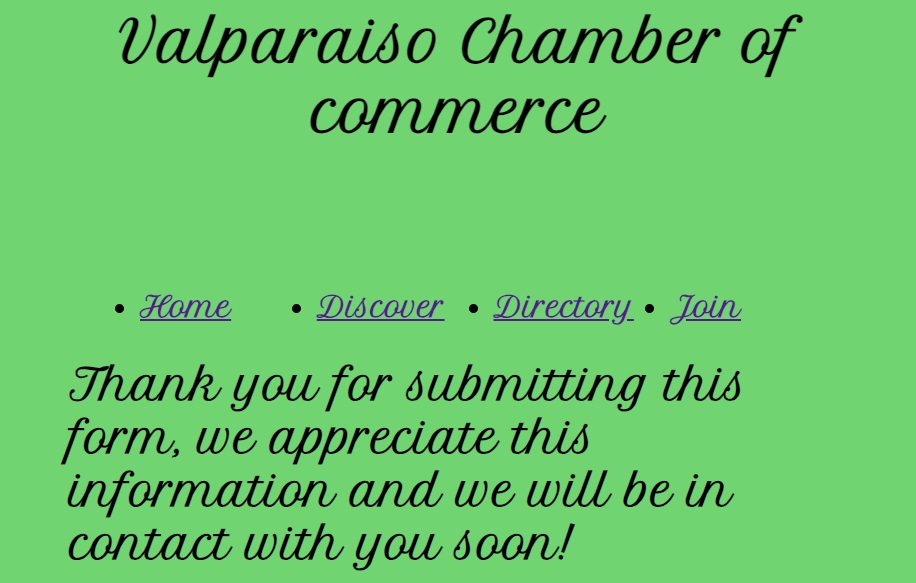 Valparaiso Chamber of
commerce
• Home • Discover • Directory • Join
Thank you for submitting this
form, we appreciate this
information and we will be in
contact with you soon!